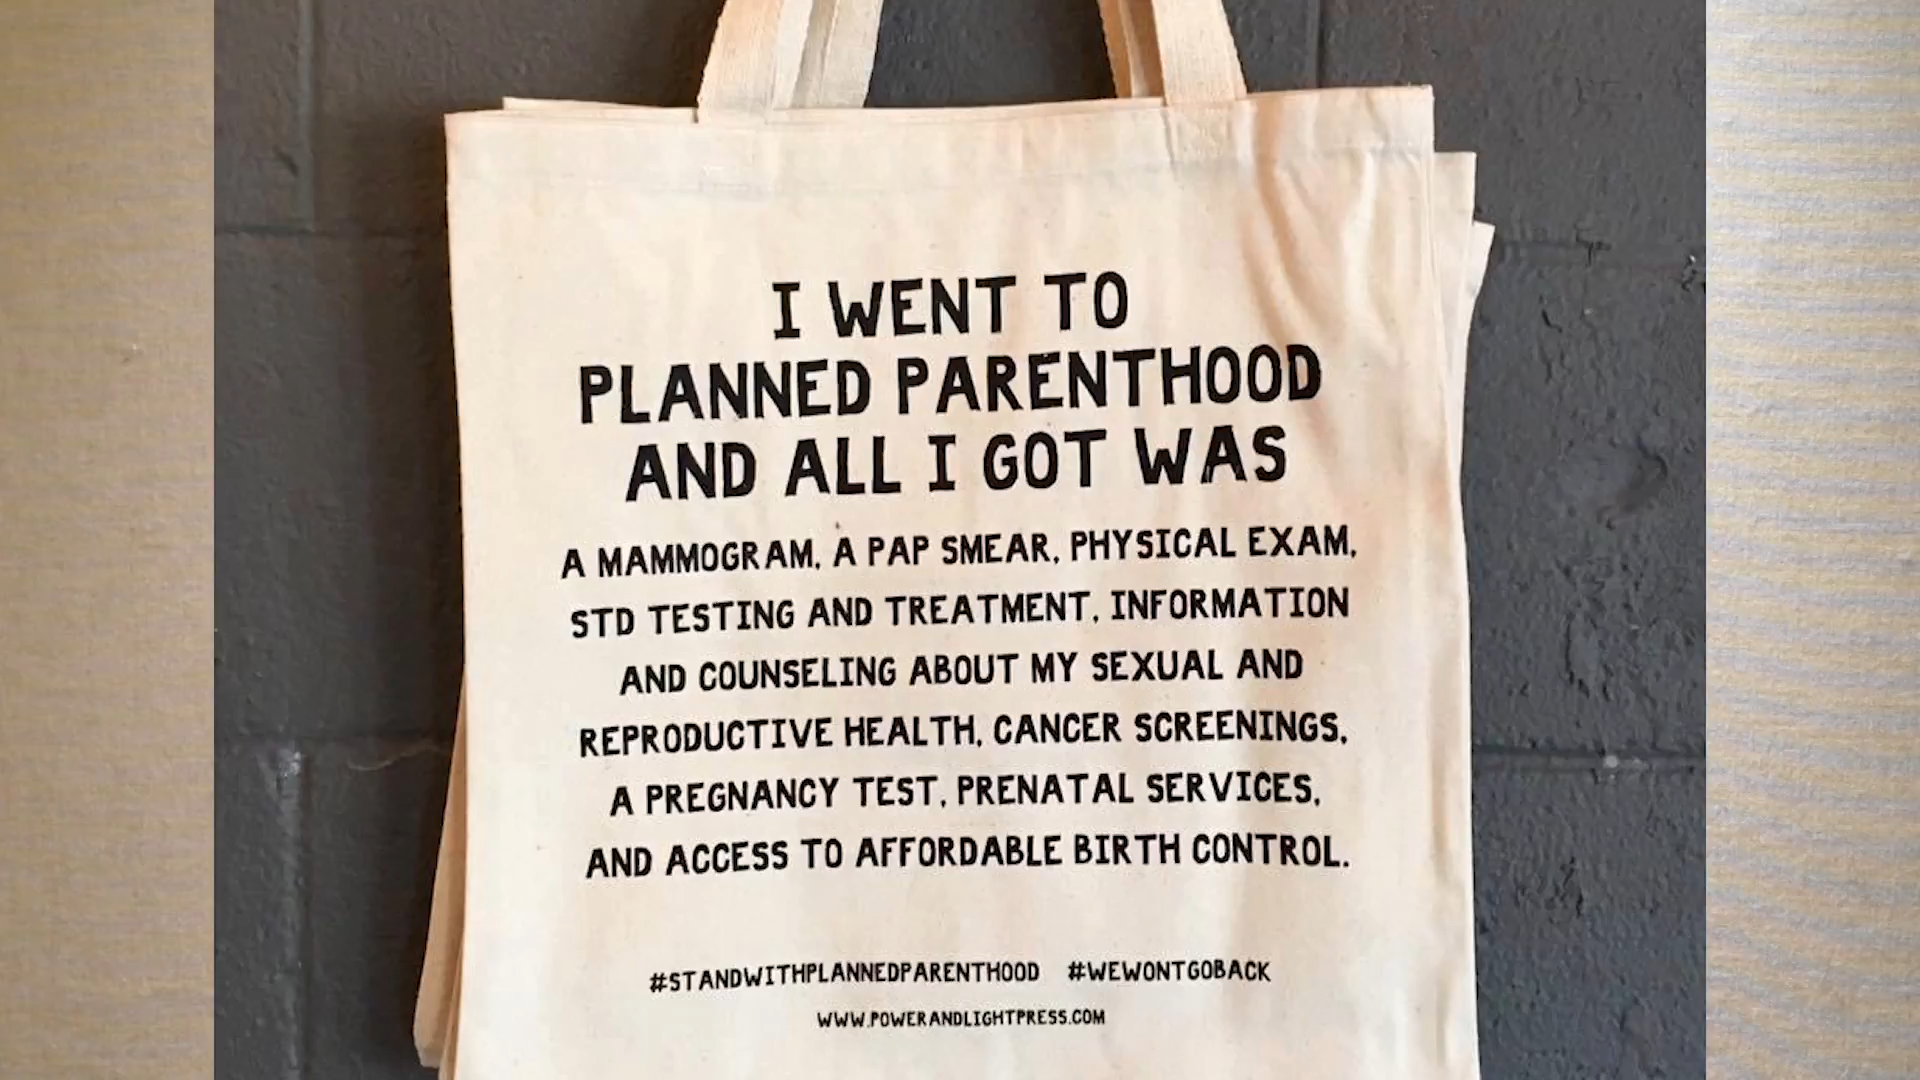 I WENT TO
PLANNED PARENTHOOD
AND ALL I GOT WAS
A MAMMOGRAM, A PAP SMEAR, PHYSICAL EXAM,
STD TESTING AND TREATMENT, INFORMATION
AND COUNSELING ABOUT MY SEXUAL AND
REPRODUCTIVE HEALTH, CANCER SCREENINGS,
A PREGNANCY TEST, PRENATAL SERVICES,
AND ACCESS TO AFFORDABLE BIRTH CONTROL.
#STANDWITHPLANNEDPARENTHOOD #WEWONTGOBACK
WWW.POWERANDLIGHTPRESS.COM